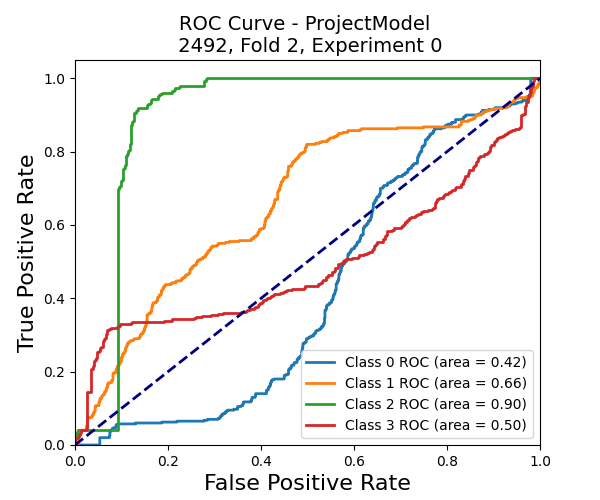 ROC Curve - ProjectModel
2492, Fold 2, Experiment 0
True Positive Rate
1.0
0.8
0.6
0.4
0.2
0.0
0.0 0.2 0.4 0.6 0.8 1.0
False Positive Rate
Class 0 ROC (area = 0.42)
Class 1 ROC (area = 0.66)
Class 2 ROC (area = 0.90)
Class 3 ROC (area = 0.50)